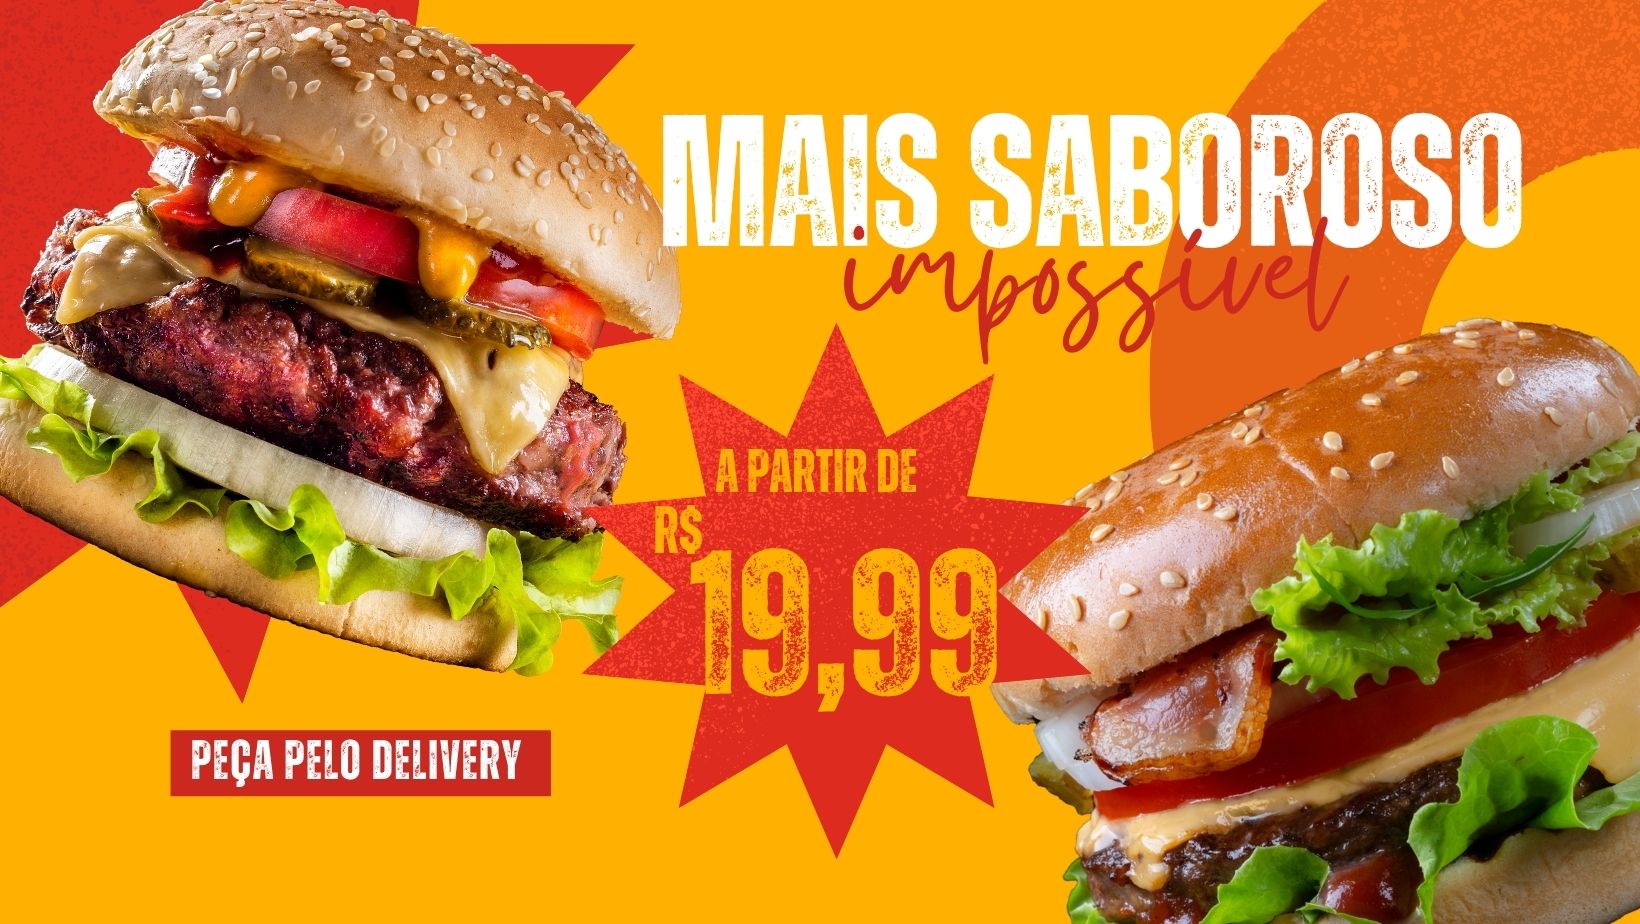 MAIS SABOROSO
impossível
A PARTIR DE
R$
19,99
PEÇA PELO DELIVERY